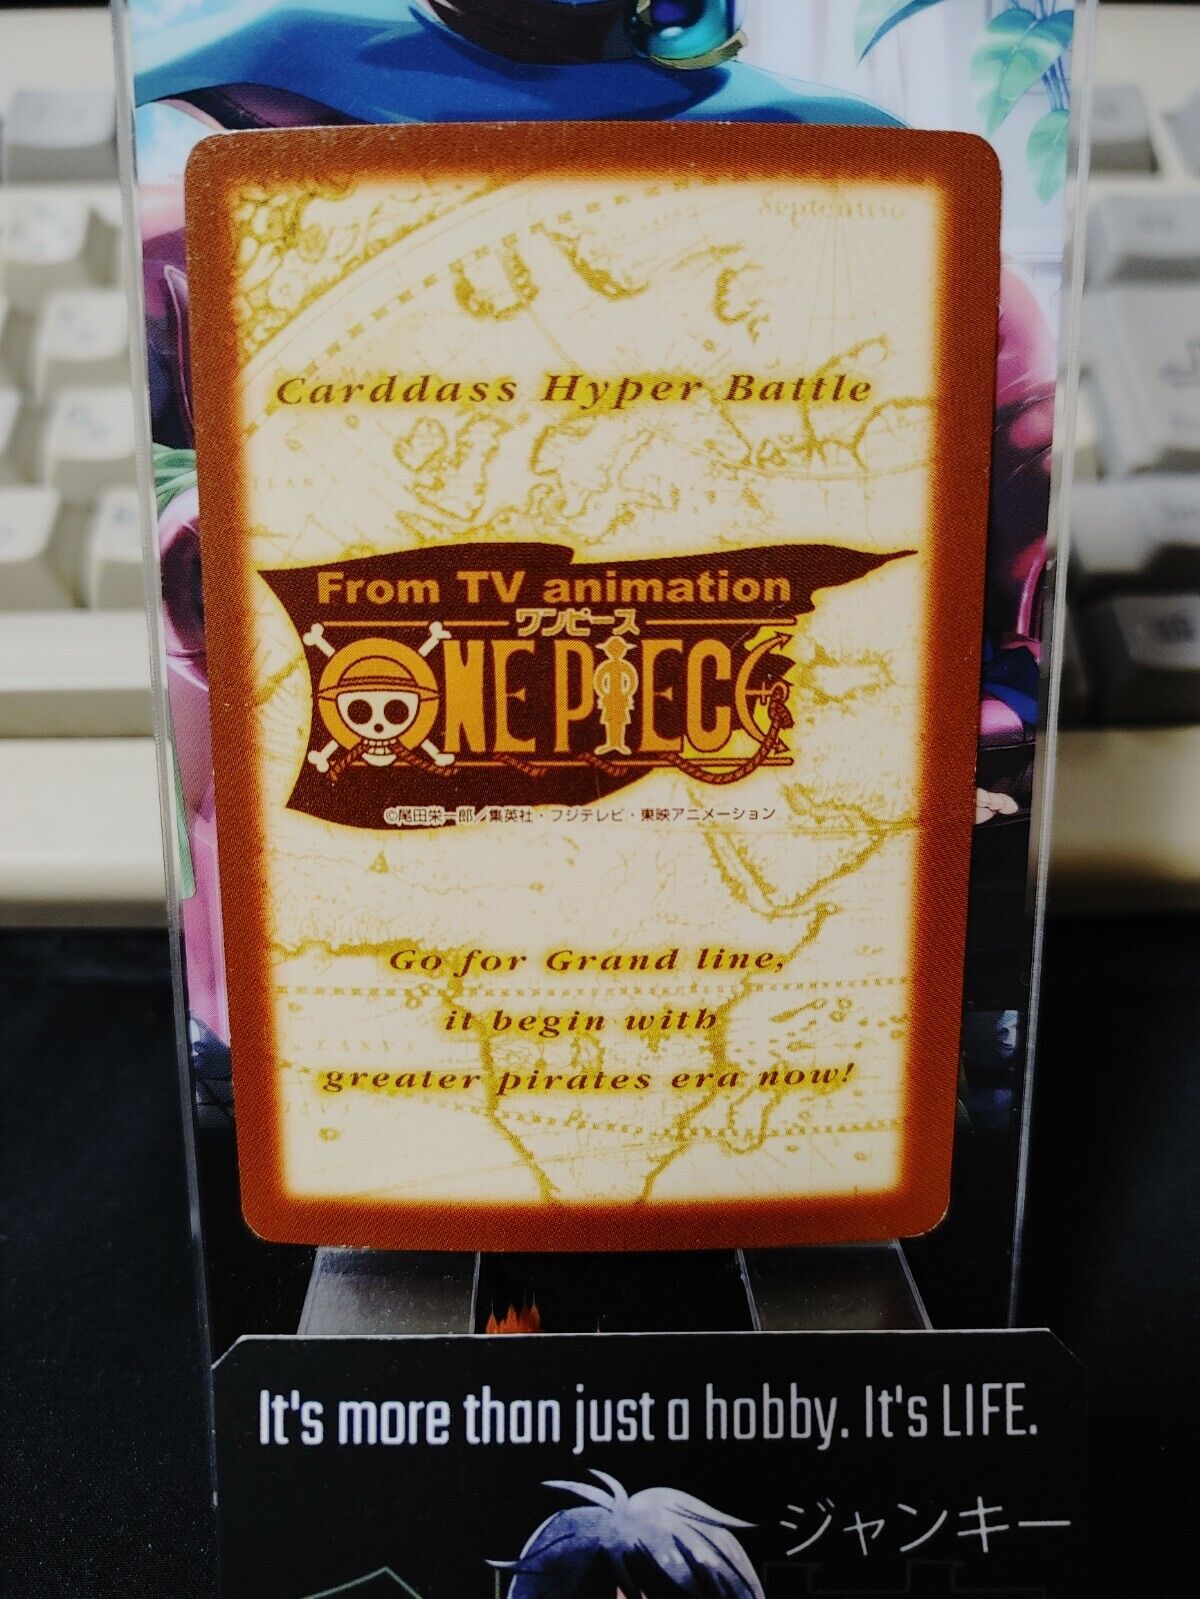 Septentrio
Carddass Hyper Battle
From TV animation
ワンピース
ONE PIECE
©尾田栄一郎/集英社・フジテレビ・東映アニメーション
Go for Grand line,
it begin with
greater pirates era now!
It's more than just a hobby. It's LIFE.
ジャンキー